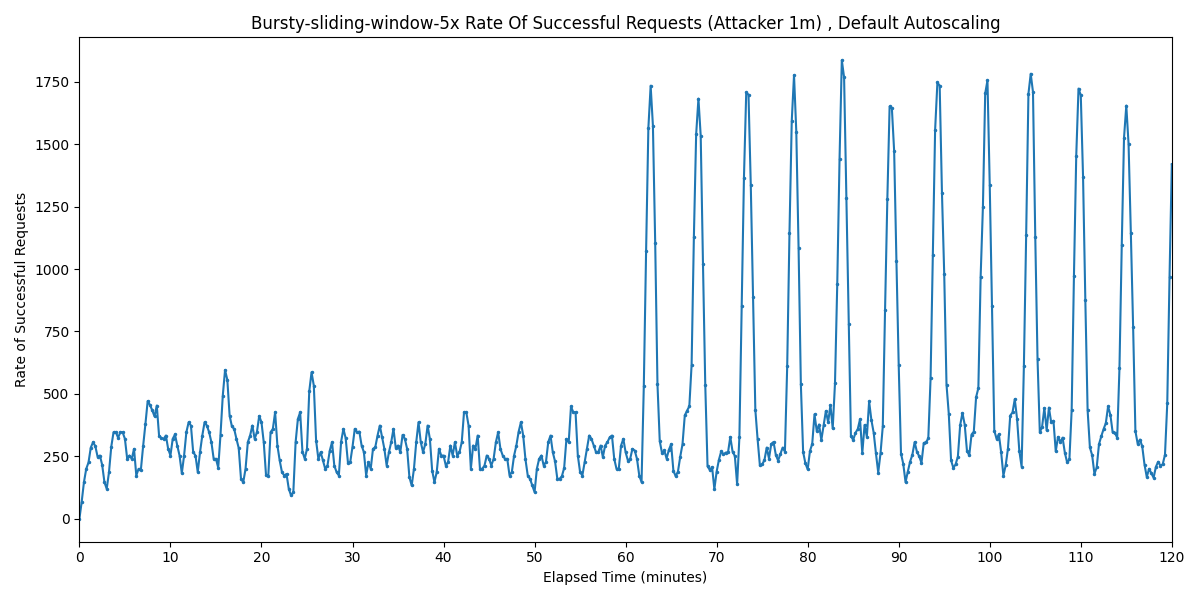 Bursty-sliding-window-5x Rate Of Successful Requests (Attacker 1m) , Default Autoscaling
Rate of Successful Requests
1750
1500
1250
1000
750
500
250
0
0 10 20 30 40 50 60 70 80 90 100 110 120
Elapsed Time (minutes)